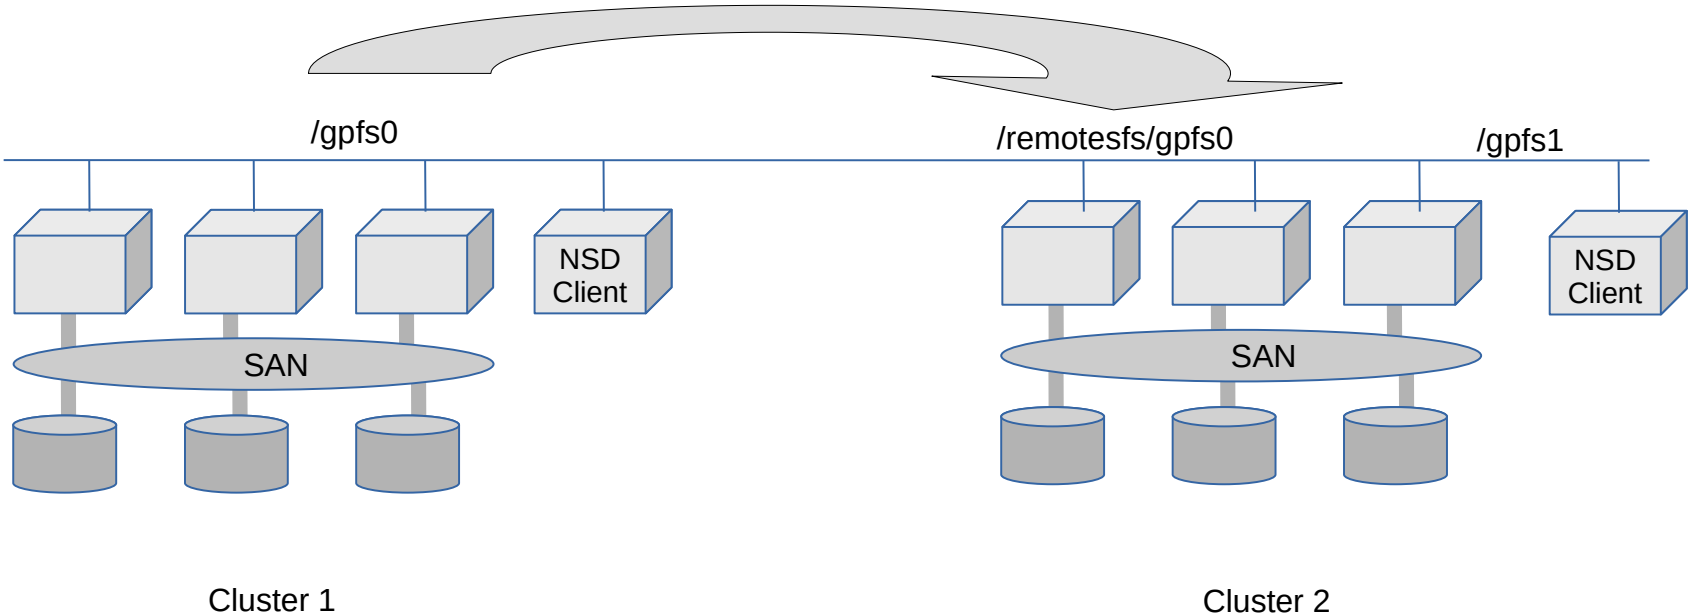 /gpfs0
/remotesfs/gpfs0
/gpfs1
NSD
Client
NSD
Client
SAN
SAN
Cluster 1
Cluster 2